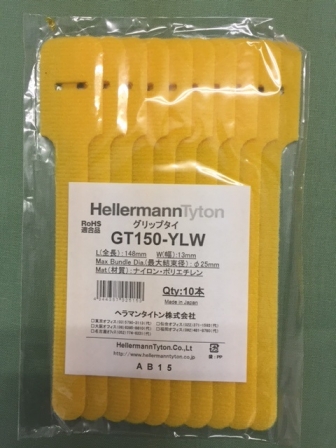 HellermannTyton
RoHS
適合品
グリップタイ
GT150-YLW
L(全長):148mm W(幅):13mm
Max Bundle Dia.(最大結束径):φ25mm
Mat(材質):ナイロン・ポリエチレン
Qty:10本
Made in Japan
ヘラマンタイトン株式会社
HellermannTyton.Co.,Lt
http://www.hellermanntyton.co.jp
AB15